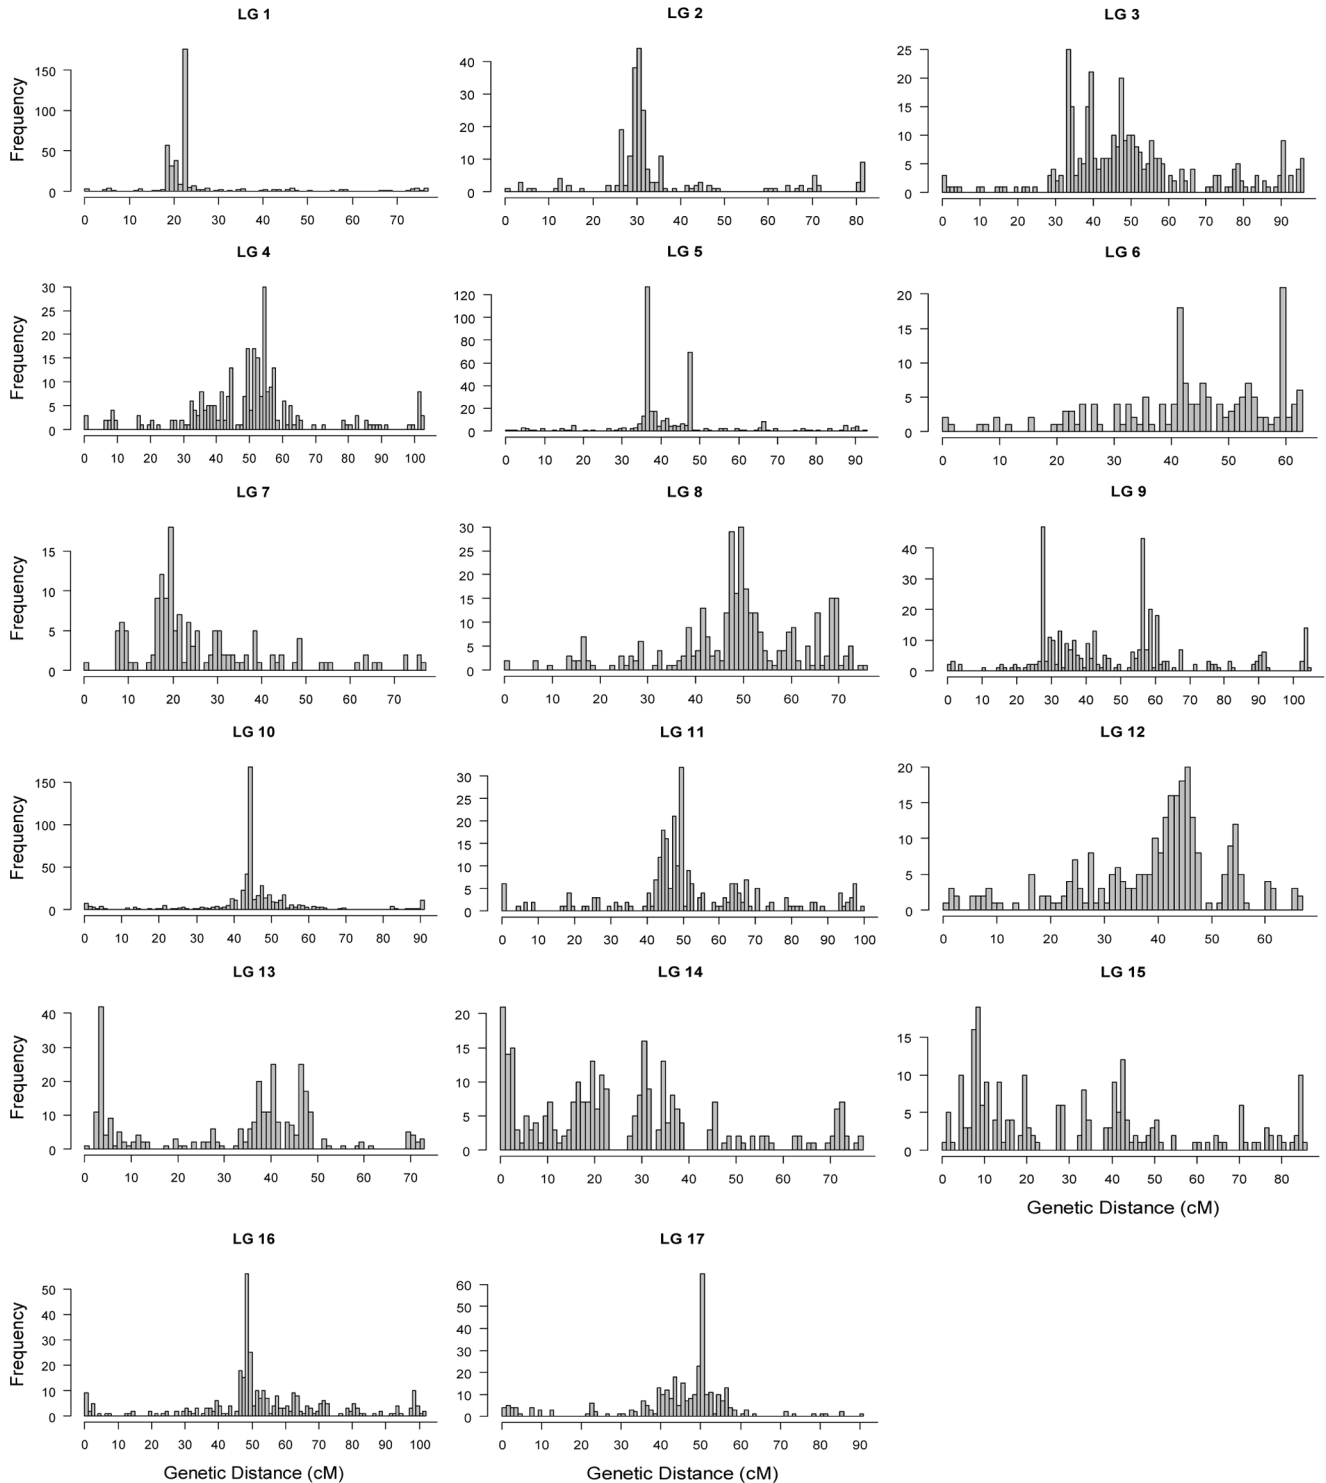 LG 1
LG 2
LG 3
Frequency
0 50 100 150
0 10 20 30 40 50 60 70
0 10 20 30 40
0 10 20 30 40 50 60 70 80
0 5 10 15 20 25
0 10 20 30 40 50 60 70 80 90
LG 4
LG 5
LG 6
Frequency
0 5 10 15 20 25 30
0 10 20 30 40 50 60 70 80 90 100
0 20 40 60 80 100 120
0 10 20 30 40 50 60 70 80 90
0 5 10 15 20
0 10 20 30 40 50 60
LG 7
LG 8
LG 9
Frequency
0 5 10 15
0 10 20 30 40 50 60 70
0 5 10 15 20 25 30
0 10 20 30 40 50 60 70
0 10 20 30 40
0 10 20 30 40 50 60 70 80 90 100
LG 10
LG 11
LG 12
Frequency
0 50 100 150
0 10 20 30 40 50 60 70 80 90
0 5 10 15 20 25 30
0 10 20 30 40 50 60 70 80 90 100
0 5 10 15 20
0 10 20 30 40 50 60
LG 13
LG 14
LG 15
Frequency
0 10 20 30 40
0 10 20 30 40 50 60 70
0 5 10 15 20
0 10 20 30 40 50 60 70
0 5 10 15
0 10 20 30 40 50 60 70 80
Genetic Distance (cM)
LG 16
LG 17
Frequency
0 10 20 30 40 50
0 10 20 30 40 50 60 70 80 90 100
0 10 20 30 40 50 60
0 10 20 30 40 50 60 70 80 90
Genetic Distance (cM)
Genetic Distance (cM)